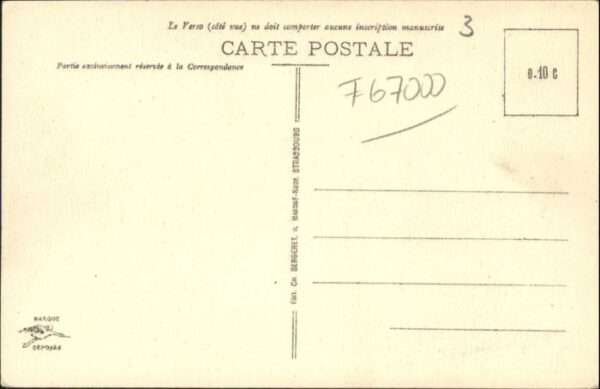 Le Verso (côté vue) ne doit comporter aucune inscription manuscrite
3
CARTE POSTALE
Partie exclusivement réservée à la Correspondance
F67000
0.10 c
STRASBOURG
MARQUE
DÉPOSÉE